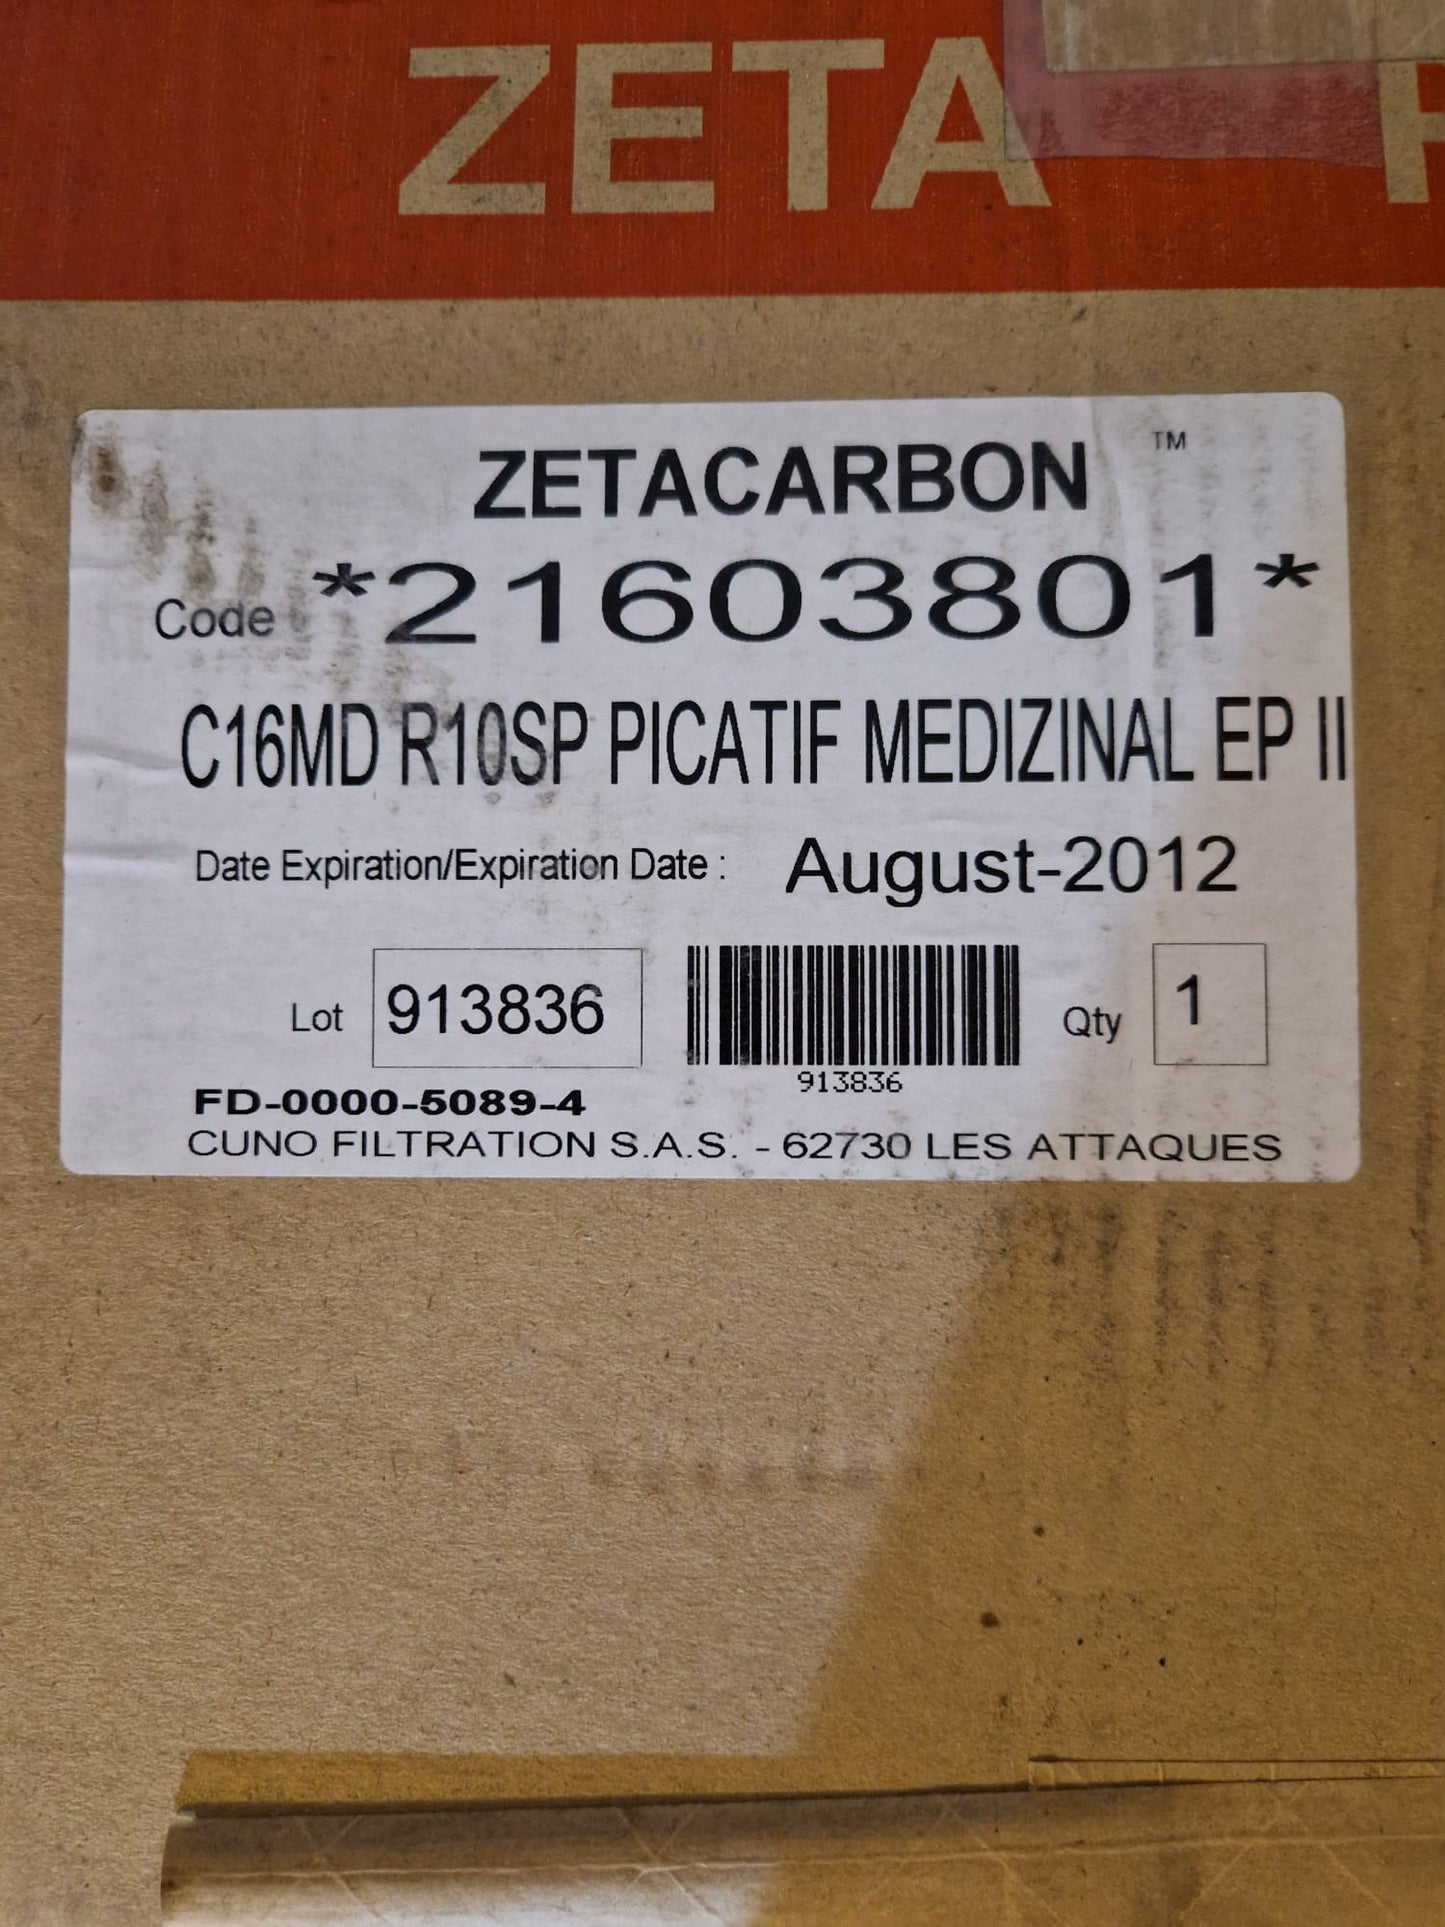 ZETA P
ZETACARBON ™
Code *21603801*
C16MD R10SP PICATIF MEDIZINAL EP II
Date Expiration/Expiration Date : August-2012
Lot 913836 Qty 1
913836
FD-0000-5089-4
CUNO FILTRATION S.A.S. - 62730 LES ATTAQUES